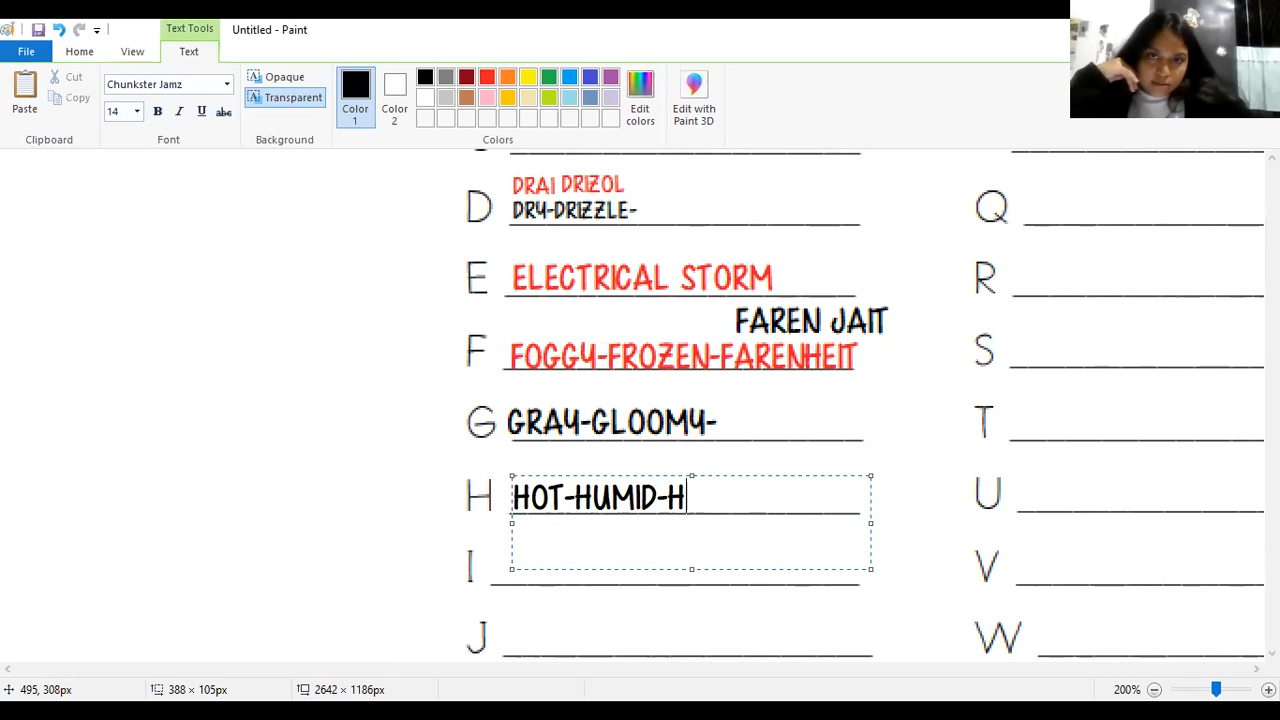 Text Tools
Untitled - Paint
File
Home
View
Text
Paste
Cut
Copy
Clipboard
Chunkster Jamz
14
B I U abc
Font
Opaque
Transparent
Background
Color 1
Color 2
Edit colors
Colors
Edit with Paint 3D
DRAI DRIZOL
D DRY-DRIZZLE-
E ELECTRICAL STORM
FAREN JAIT
F FOGGY-FROZEN-FARENHEIT
G GRAY-GLOOMY-
H HOT-HUMID-H
I
J
Q
R
S
T
U
V
W
495, 308px
388 × 105px
2642 × 1186px
200%